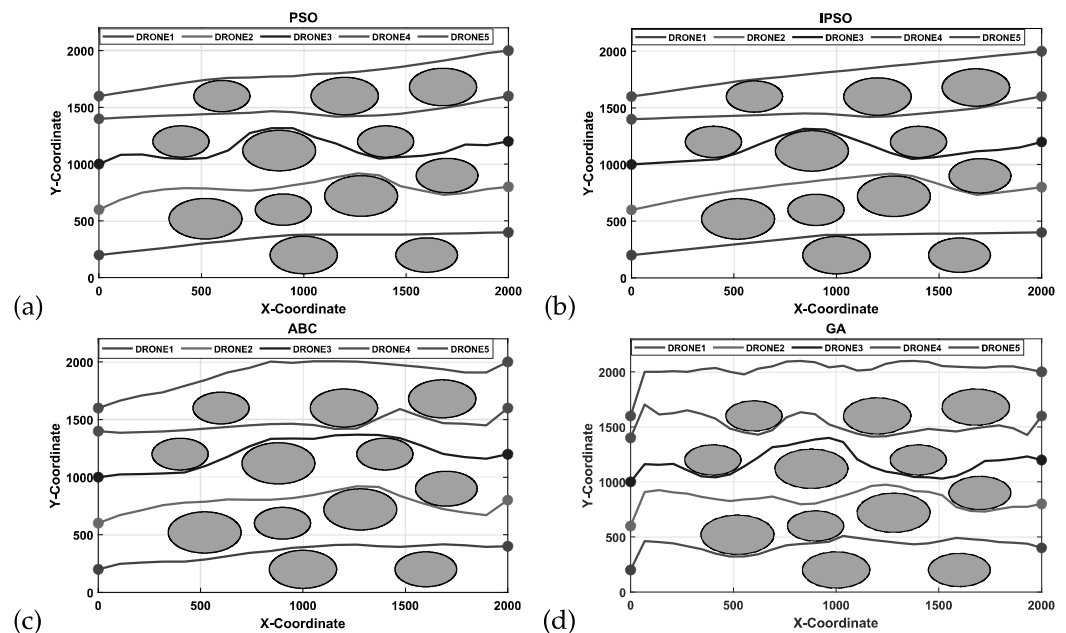 PSO
DRONE1 DRONE2 DRONE3 DRONE4 DRONE5
2000
1500
1000
500
0
Y-Coordinate
0 500 1000 1500 2000
X-Coordinate
(a)
IPSO
DRONE1 DRONE2 DRONE3 DRONE4 DRONE5
2000
1500
1000
500
0
Y-Coordinate
0 500 1000 1500 2000
X-Coordinate
(b)
ABC
DRONE1 DRONE2 DRONE3 DRONE4 DRONE5
2000
1500
1000
500
0
Y-Coordinate
0 500 1000 1500 2000
X-Coordinate
(c)
GA
DRONE1 DRONE2 DRONE3 DRONE4 DRONE5
2000
1500
1000
500
0
Y-Coordinate
0 500 1000 1500 2000
X-Coordinate
(d)